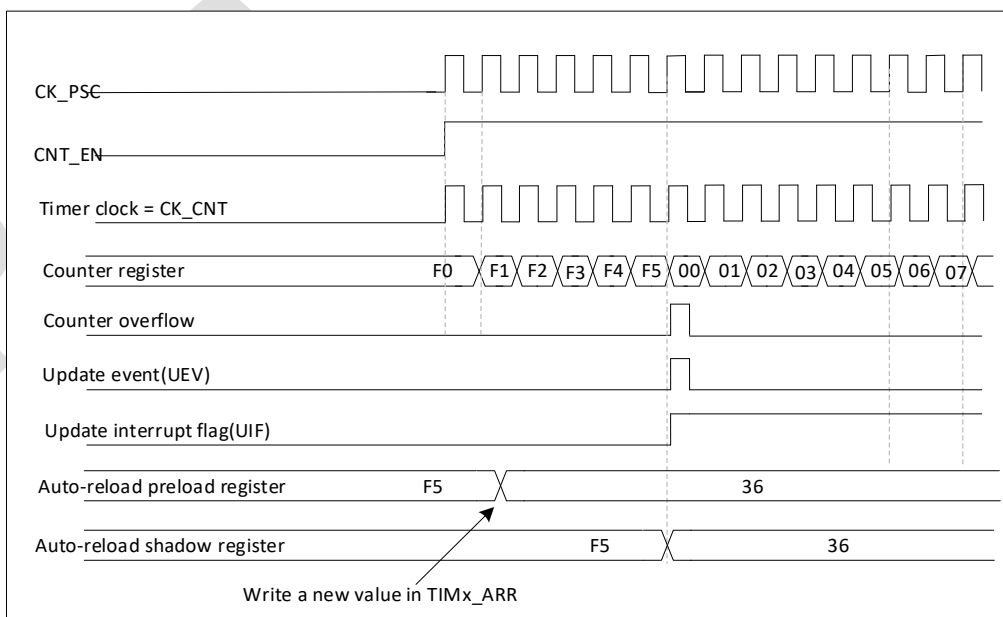 CK_PSC
CNT_EN
Timer clock = CK_CNT
Counter register F0 F1 F2 F3 F4 F5 00 01 02 03 04 05 06 07
Counter overflow
Update event(UEV)
Update interrupt flag(UIF)
Auto-reload preload register F5 36
Auto-reload shadow register F5 36
Write a new value in TIMx_ARR